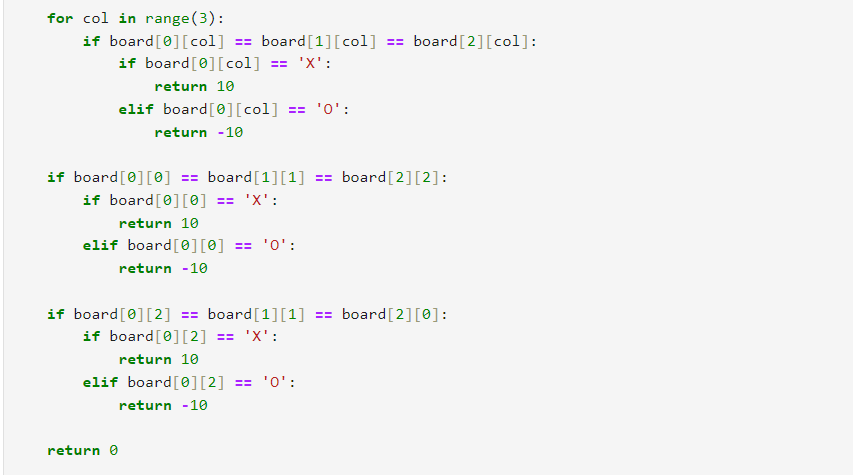 for col in range(3):
    if board[0][col] == board[1][col] == board[2][col]:
        if board[0][col] == 'X':
            return 10
        elif board[0][col] == 'O':
            return -10

if board[0][0] == board[1][1] == board[2][2]:
    if board[0][0] == 'X':
        return 10
    elif board[0][0] == 'O':
        return -10

if board[0][2] == board[1][1] == board[2][0]:
    if board[0][2] == 'X':
        return 10
    elif board[0][2] == 'O':
        return -10

return 0